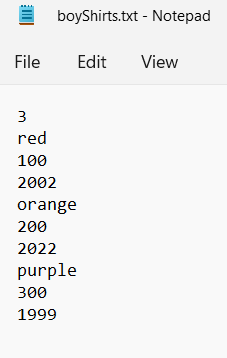 boyShirts.txt - Notepad
File Edit View
3
red
100
2002
orange
200
2022
purple
300
1999